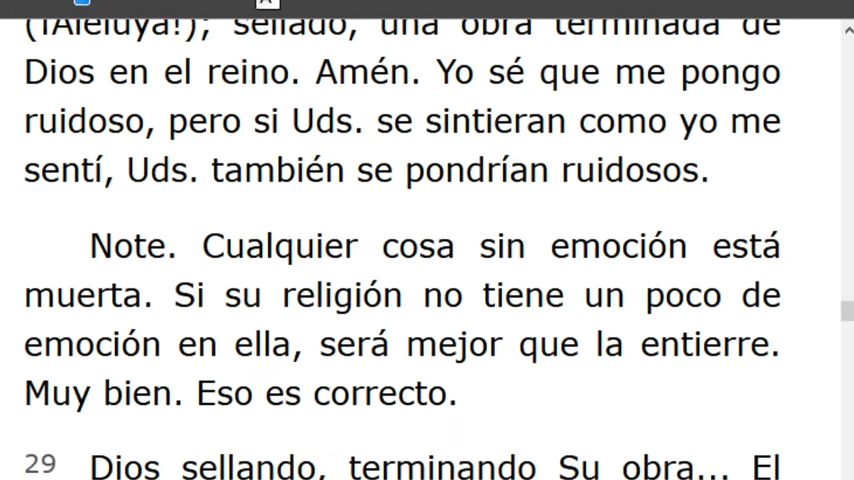 (¡Aleluya!); sellado, una obra terminada de
Dios en el reino. Amén. Yo sé que me pongo
ruidoso, pero si Uds. se sintieran como yo me
sentí, Uds. también se pondrían ruidosos.
Note. Cualquier cosa sin emoción está
muerta. Si su religión no tiene un poco de
emoción en ella, será mejor que la entierre.
Muy bien. Eso es correcto.
29 Dios sellando, terminando Su obra... El